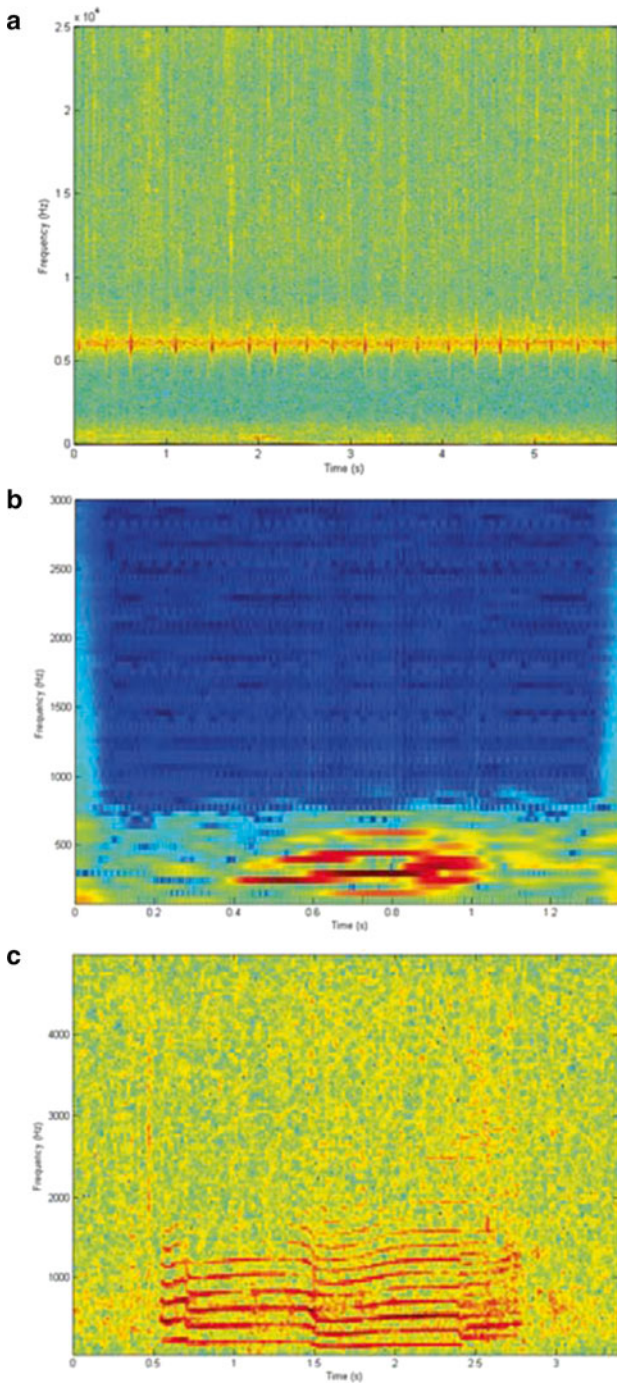 a
2.5 x 10^4
2
Frequency (Hz)
1.5
1
0.5
0
0 1 2 3 4 5
Time (s)
b
3000
2500
2000
Frequency (Hz)
1500
1000
500
0 0.2 0.4 0.6 0.8 1 1.2
Time (s)
c
4000
3000
Frequency (Hz)
2000
1000
0 0.5 1 1.5 2 2.5 3
Time (s)